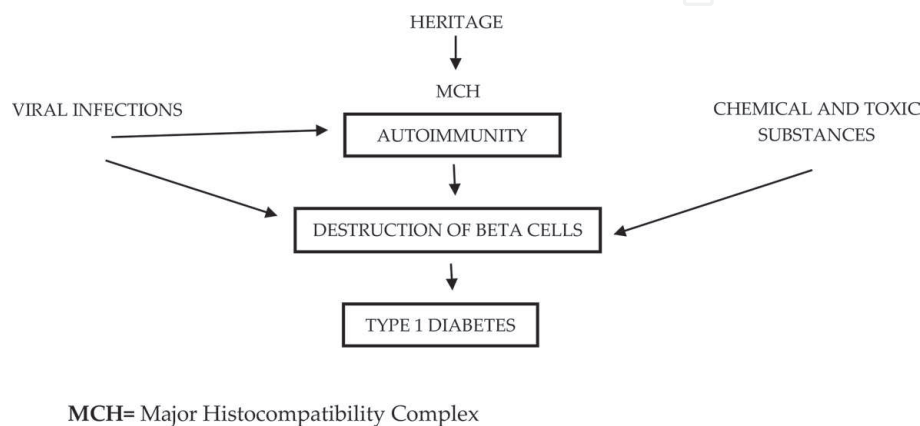 HERITAGE
MCH
VIRAL INFECTIONS
AUTOIMMUNITY
CHEMICAL AND TOXIC
SUBSTANCES
DESTRUCTION OF BETA CELLS
TYPE 1 DIABETES
MCH= Major Histocompatibility Complex